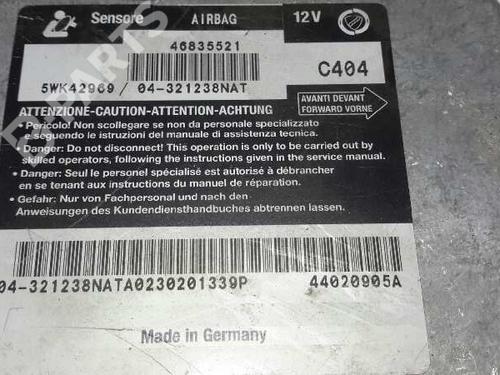 Sensore AIRBAG 12V
46835521
5WK42969 / 04-321238NAT C404
ATTENZIONE-CAUTION-ATTENTION-ACHTUNG
AVANTI DEVANT
FORWARD VORNE
• Pericolo! Non scollegare se non da personale specializzato
e seguendo le istruzioni del manuale di assistenza tecnica.
• Danger: Do not disconnect! This operation is only to be carried out by
skilled operators, following the instructions given in the service manual.
• Danger: Seul le personel spécialisé est autorisé à débrancher
en se tenant aux instructions du manuel de réparation.
• Gefahr: Nur von Fachpersonal und nach den
Anweisungen des Kundendiensthandbuches abtrennen lassen.
04-321238NATA0230201339P 44020905A
Made in Germany